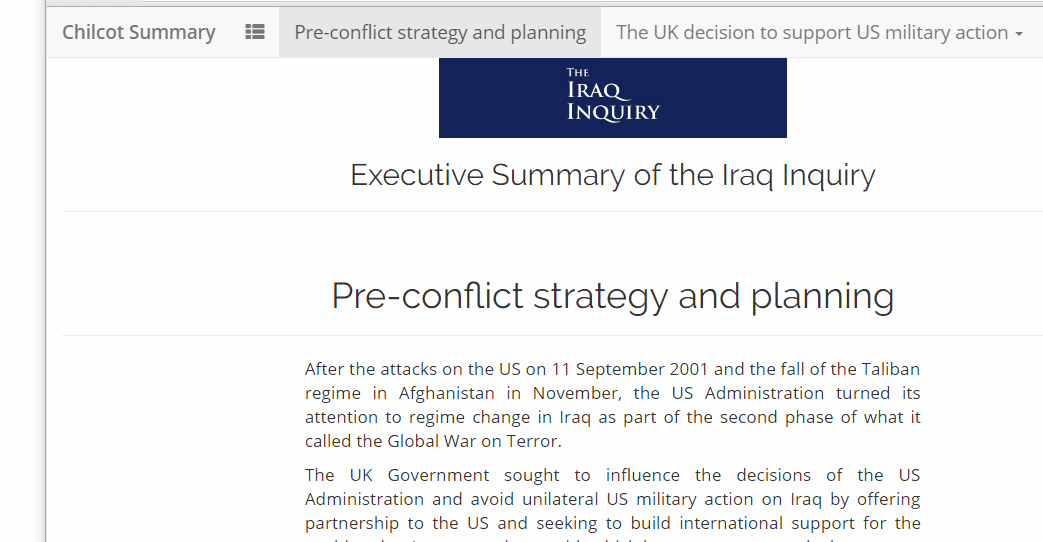 Chilcot Summary Pre-conflict strategy and planning The UK decision to support US military action
THE
IRAQ
INQUIRY
Executive Summary of the Iraq Inquiry
Pre-conflict strategy and planning
After the attacks on the US on 11 September 2001 and the fall of the Taliban
regime in Afghanistan in November, the US Administration turned its
attention to regime change in Iraq as part of the second phase of what it
called the Global War on Terror.
The UK Government sought to influence the decisions of the US
Administration and avoid unilateral US military action on Iraq by offering
partnership to the US and seeking to build international support for the